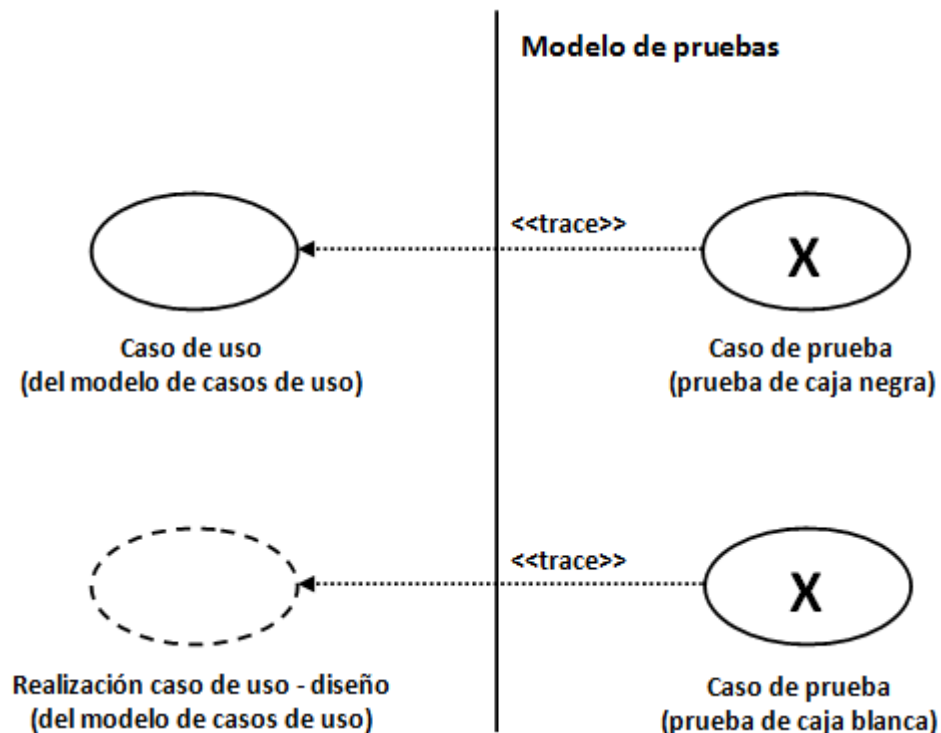 Modelo de pruebas
<<trace>>
X
Caso de uso
(del modelo de casos de uso)
Caso de prueba
(prueba de caja negra)
<<trace>>
X
Realización caso de uso - diseño
(del modelo de casos de uso)
Caso de prueba
(prueba de caja blanca)